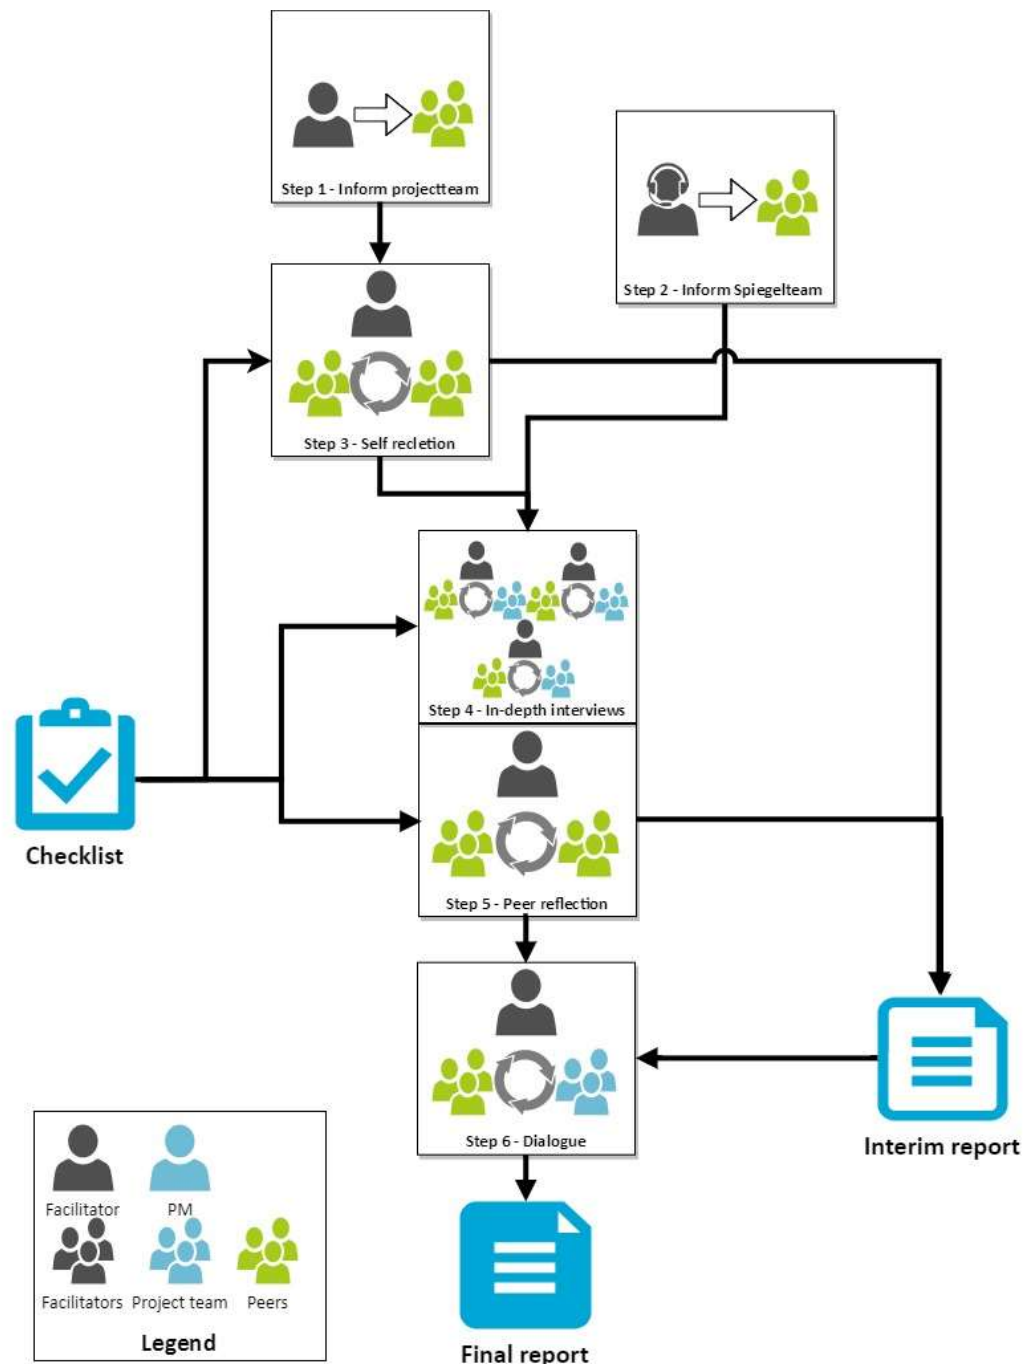 Step 1 - Inform projectteam
Step 2 - Inform Spiegelteam
Step 3 - Self recletion
Step 4 - In-depth interviews
Checklist
Step 5 - Peer reflection
Step 6 - Dialogue
Interim report
Facilitator PM
Facilitators Project team Peers
Legend
Final report